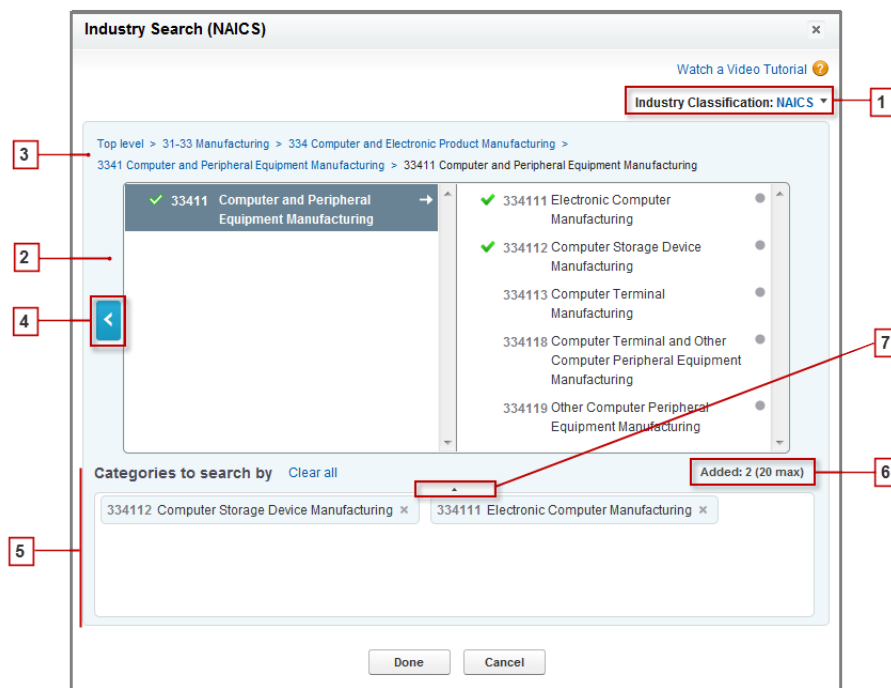 Industry Search (NAICS)
×
Watch a Video Tutorial ?
Industry Classification: NAICS
1
Top level > 31-33 Manufacturing > 334 Computer and Electronic Product Manufacturing >
3
3341 Computer and Peripheral Equipment Manufacturing > 33411 Computer and Peripheral Equipment Manufacturing
33411 Computer and Peripheral
Equipment Manufacturing
334111 Electronic Computer
Manufacturing
334112 Computer Storage Device
Manufacturing
334113 Computer Terminal
Manufacturing
334118 Computer Terminal and Other
Computer Peripheral Equipment
Manufacturing
334119 Other Computer Peripheral
Equipment Manufacturing
2
4
7
Categories to search by Clear all
Added: 2 (20 max)
6
334112 Computer Storage Device Manufacturing ×
334111 Electronic Computer Manufacturing ×
5
Done
Cancel